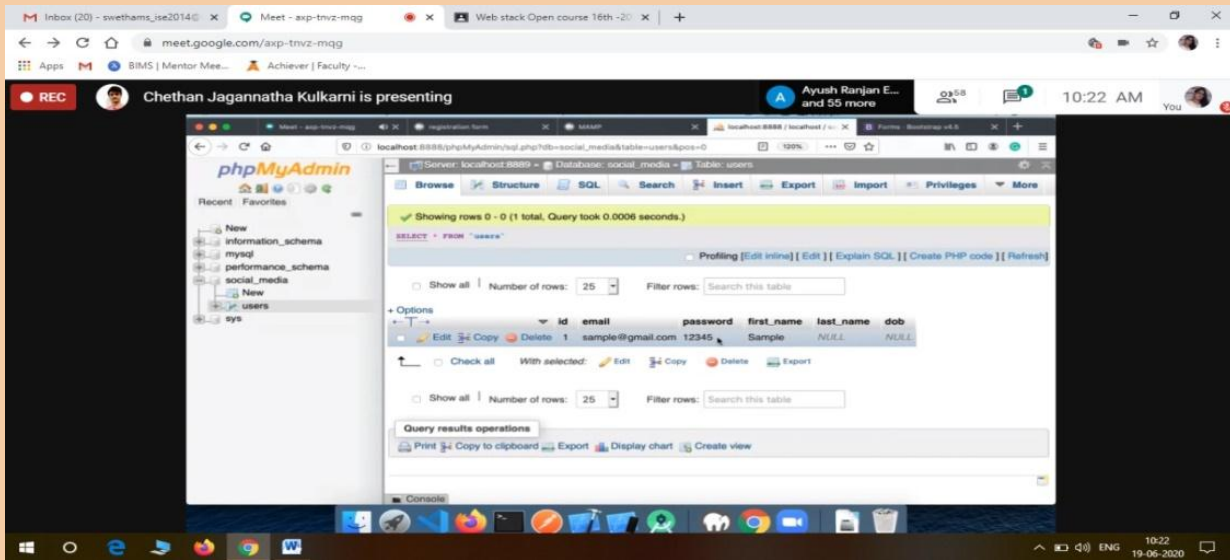 Inbox (20) - swethams_ise2014@ Meet - axp-tnvz-mqg Web stack Open course 16th -20
meet.google.com/axp-tnvz-mqg
Apps BIMS | Mentor Mee... Achiever | Faculty -...
REC Chethan Jagannatha Kulkarni is presenting A Ayush Ranjan E... and 55 more 58 1 10:22 AM You
Meet - axp-tnvz-mqg registration form MAMP localhost:8888 / localhost / Forms · Bootstrap v4.5
localhost:8888/phpMyAdmin/sql.php?db=social_media&table=users&pos=0 120%
phpMyAdmin
Recent Favorites
New
information_schema
mysql
performance_schema
social_media
New
users
sys
Server: localhost:8889 » Database: social_media » Table: users
Browse Structure SQL Search Insert Export Import Privileges More
Showing rows 0 - 0 (1 total, Query took 0.0006 seconds.)
SELECT * FROM `users`
Profiling [Edit inline] [ Edit ] [ Explain SQL ] [ Create PHP code ] [ Refresh]
Show all Number of rows: 25 Filter rows: Search this table
+ Options
id email password first_name last_name dob
Edit Copy Delete 1 sample@gmail.com 12345 Sample NULL NULL
Check all With selected: Edit Copy Delete Export
Show all Number of rows: 25 Filter rows: Search this table
Query results operations
Print Copy to clipboard Export Display chart Create view
Console
ENG 10:22
19-06-2020